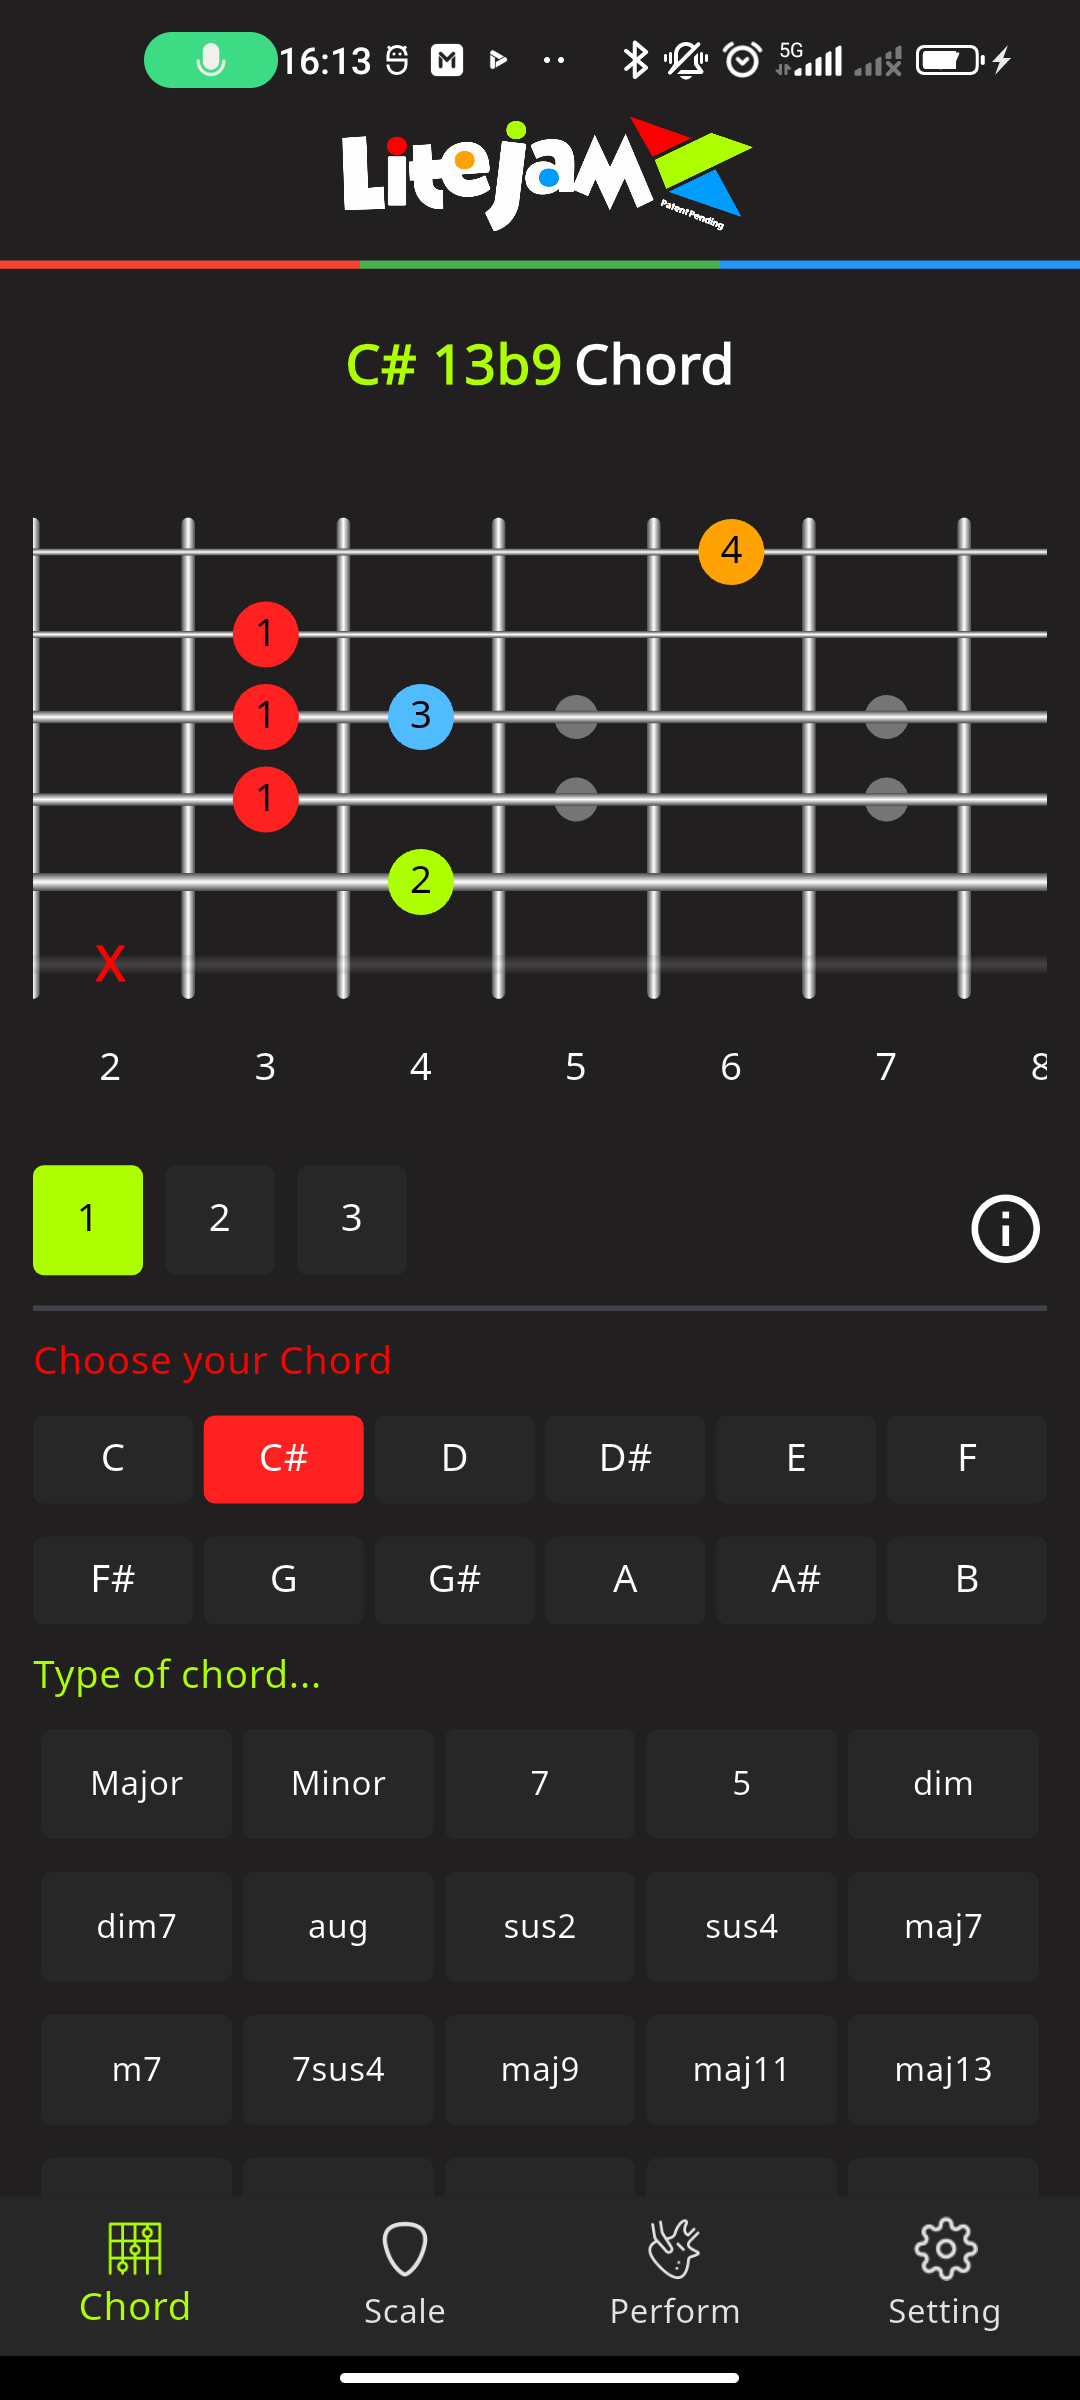 16:13 5G
Litejam
Patent Pending
C# 13b9 Chord
4
1
1 3
1
2
X
2 3 4 5 6 7 8
1 2 3
Choose your Chord
C C# D D# E F
F# G G# A A# B
Type of chord...
Major Minor 7 5 dim
dim7 aug sus2 sus4 maj7
m7 7sus4 maj9 maj11 maj13
Chord Scale Perform Setting